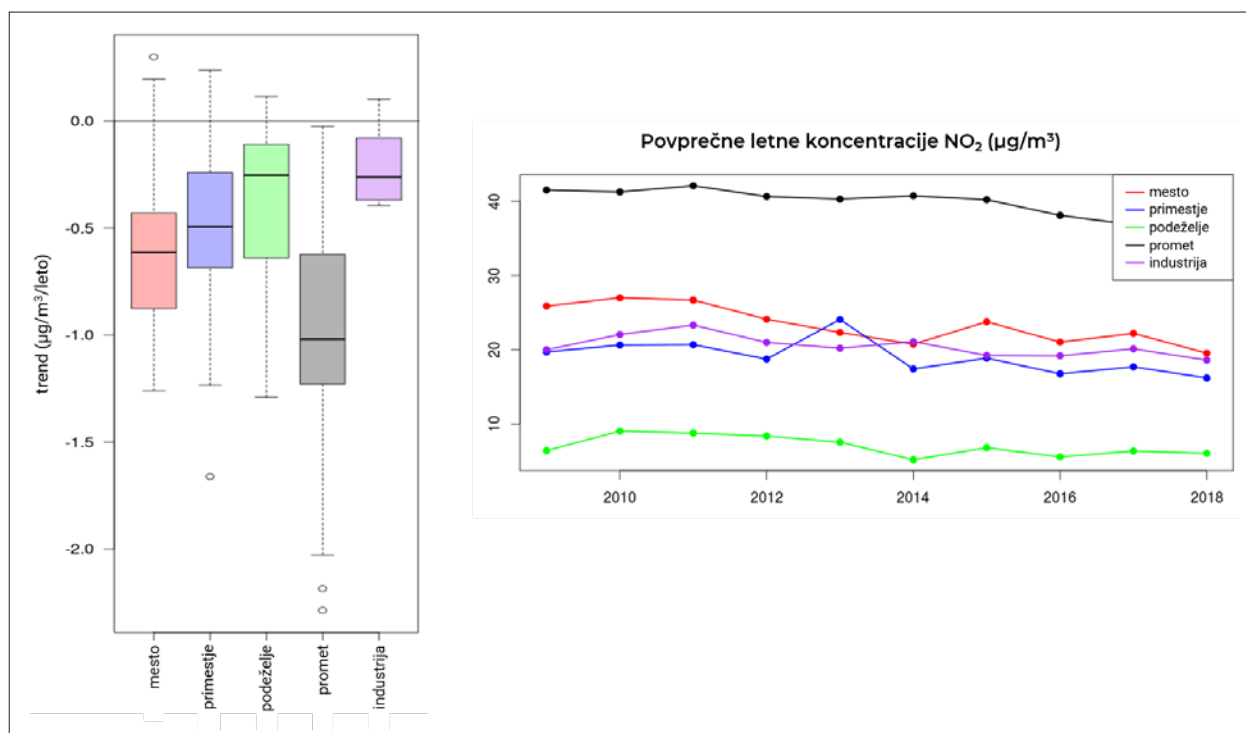 trend (µg/m³/leto)
0.0
-0.5
-1.0
-1.5
-2.0
mesto
primestje
podeželje
promet
industrija
Povprečne letne koncentracije NO₂ (µg/m³)
40
30
20
10
2010
2012
2014
2016
2018
mesto
primestje
podeželje
promet
industrija